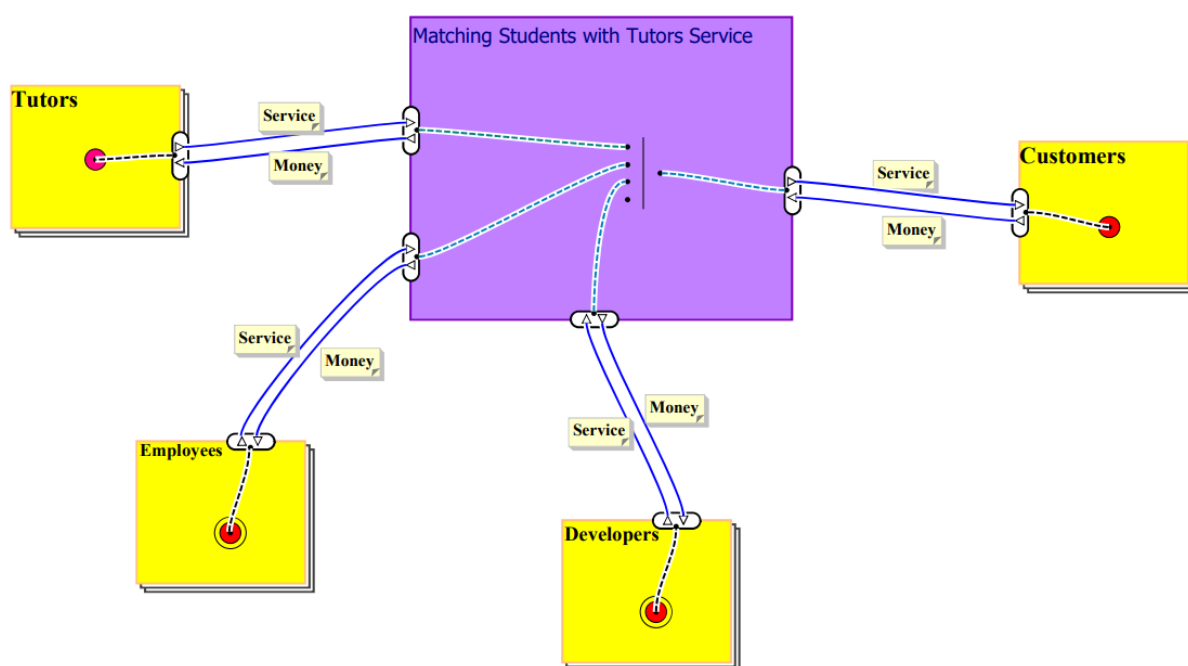 Matching Students with Tutors Service
Tutors
Service
Money
Customers
Service
Money
Service
Money
Employees
Money
Service
Developers